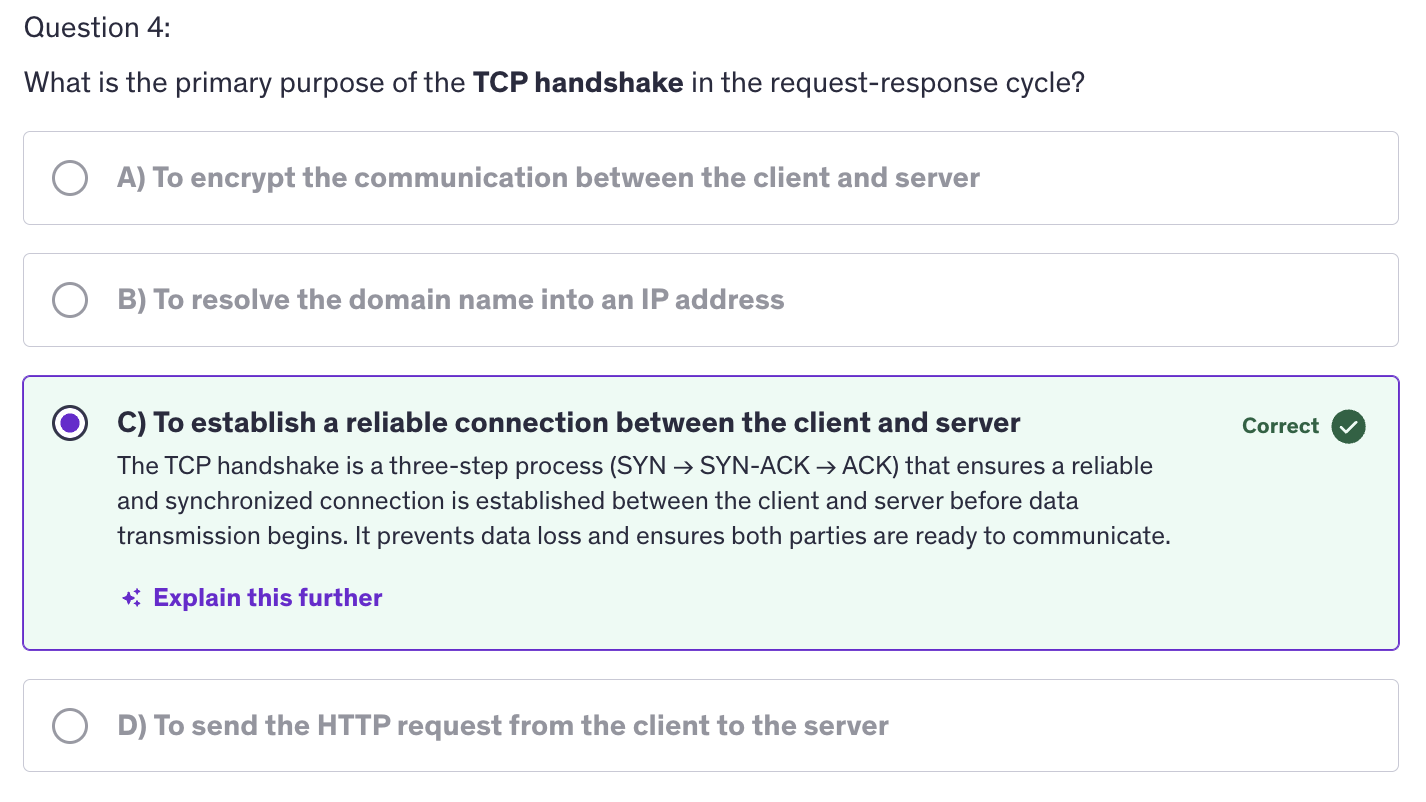 Question 4:
What is the primary purpose of the TCP handshake in the request-response cycle?
A) To encrypt the communication between the client and server
B) To resolve the domain name into an IP address
C) To establish a reliable connection between the client and server
Correct
The TCP handshake is a three-step process (SYN → SYN-ACK → ACK) that ensures a reliable
and synchronized connection is established between the client and server before data
transmission begins. It prevents data loss and ensures both parties are ready to communicate.
Explain this further
D) To send the HTTP request from the client to the server